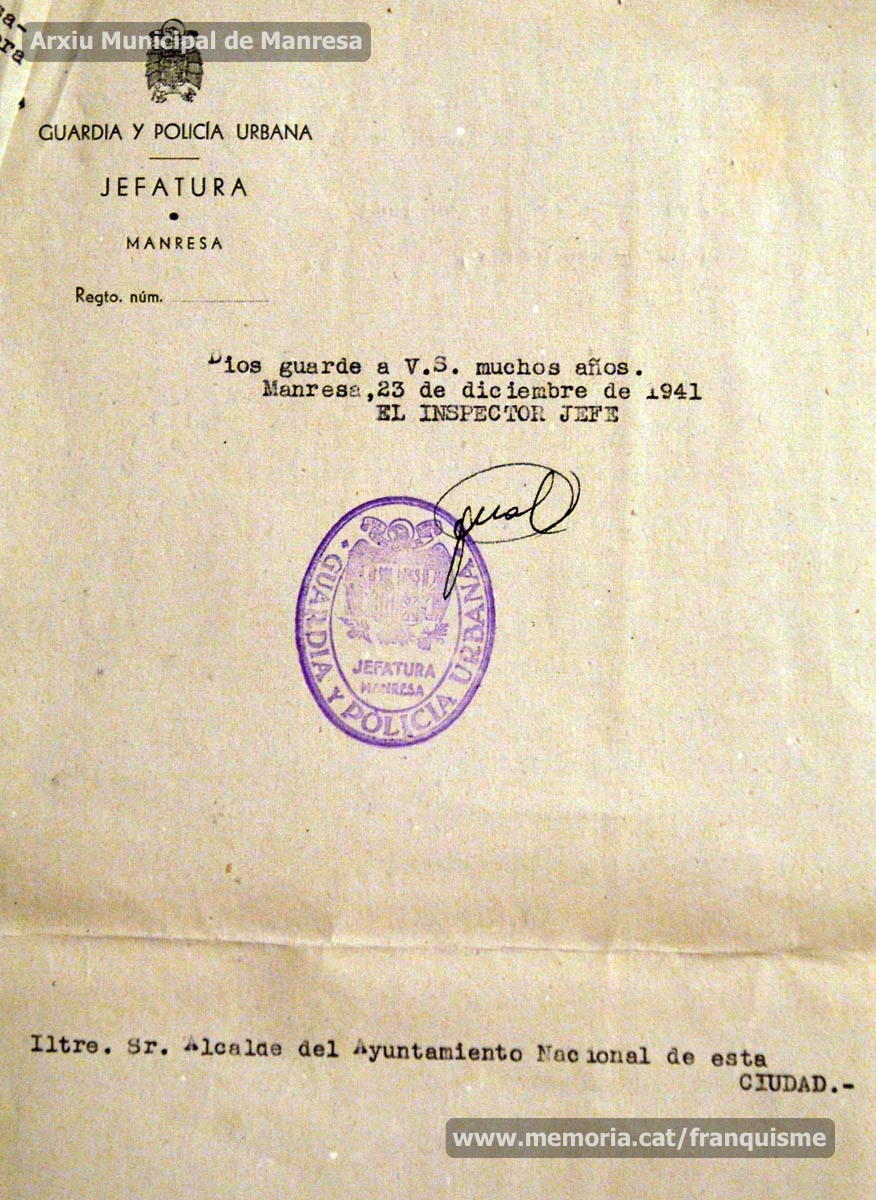 Arxiu Municipal de Manresa
GUARDIA Y POLICÍA URBANA
JEFATURA
MANRESA
Regto. núm.
Dios guarde a V.S. muchos años.
Manresa,23 de diciembre de 1941
EL INSPECTOR JEFE
gual
GUARDIA Y POLICIA URBANA
JEFATURA
MANRESA
Iltre. Sr. Alcalde del Ayuntamiento Nacional de esta
CIUDAD.-
www.memoria.cat/franquisme